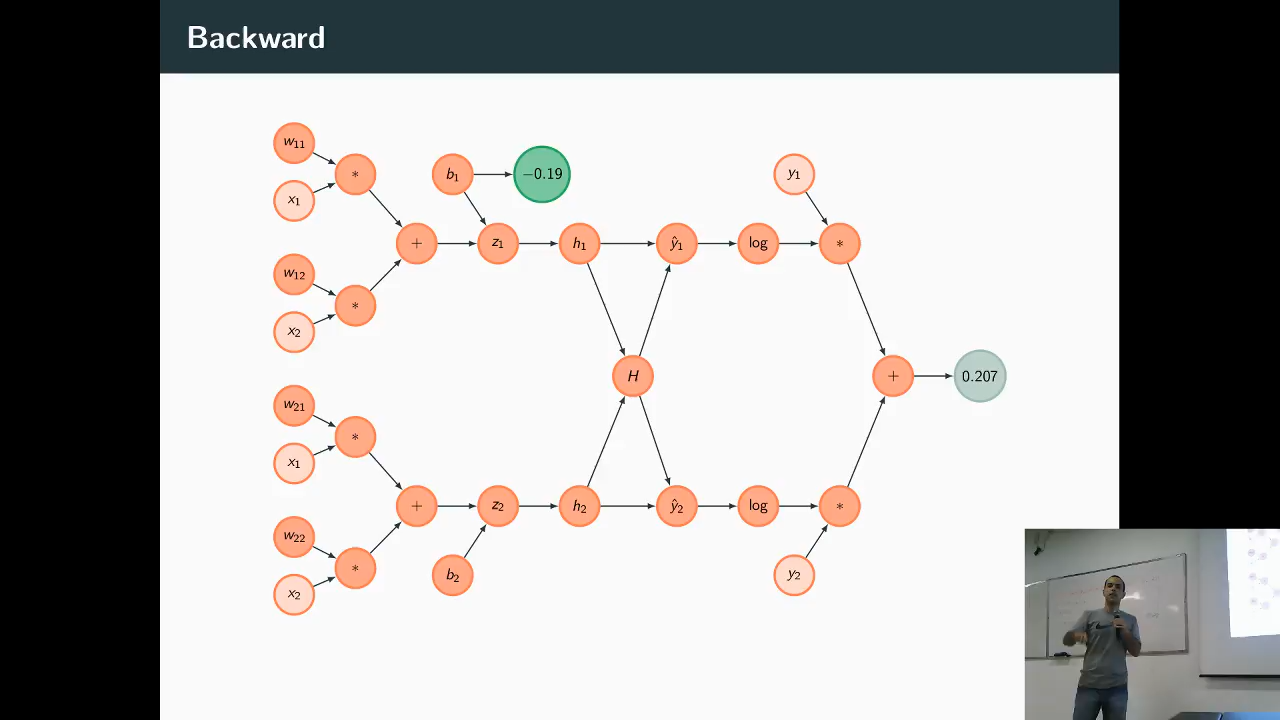 Backward
w₁₁
*
b₁
−0.19
y₁
x₁
+
z₁
h₁
ŷ₁
log
*
w₁₂
*
x₂
H
+
0.207
w₂₁
*
x₁
+
z₂
h₂
ŷ₂
log
*
w₂₂
*
b₂
y₂
x₂